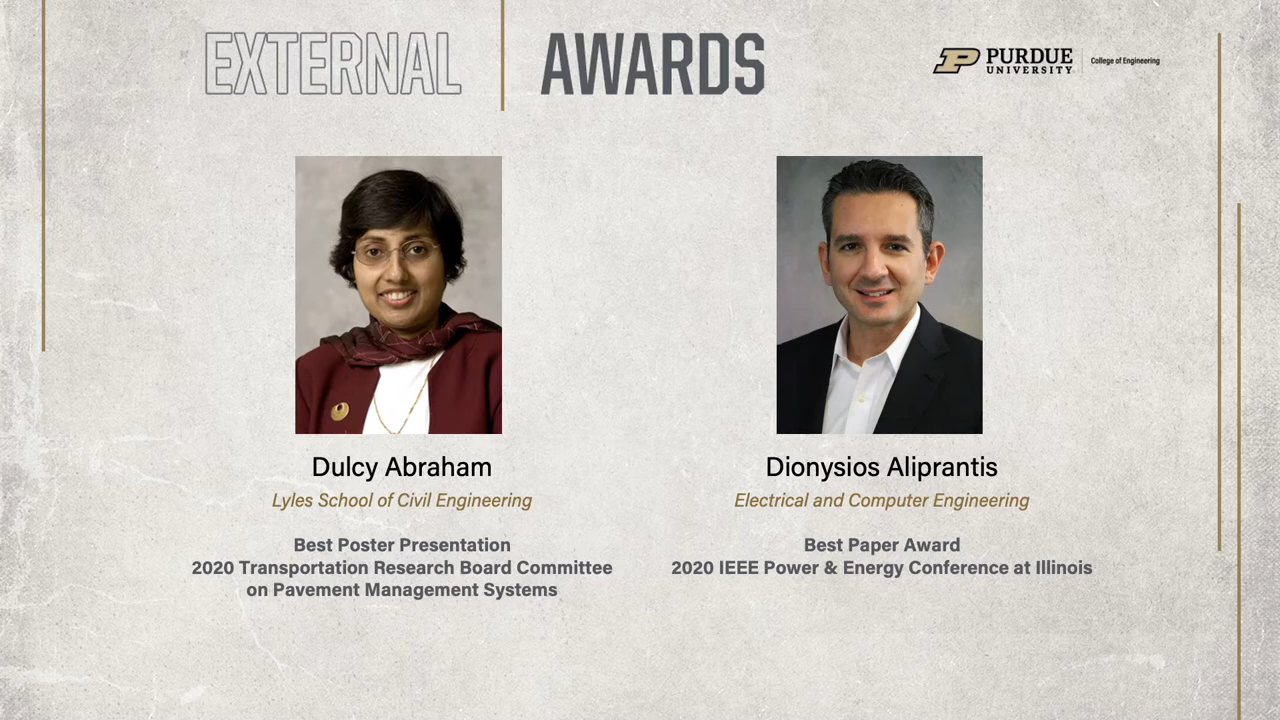 EXTERNAL AWARDS
PURDUE UNIVERSITY College of Engineering
Dulcy Abraham
Lyles School of Civil Engineering
Best Poster Presentation
2020 Transportation Research Board Committee
on Pavement Management Systems
Dionysios Aliprantis
Electrical and Computer Engineering
Best Paper Award
2020 IEEE Power & Energy Conference at Illinois